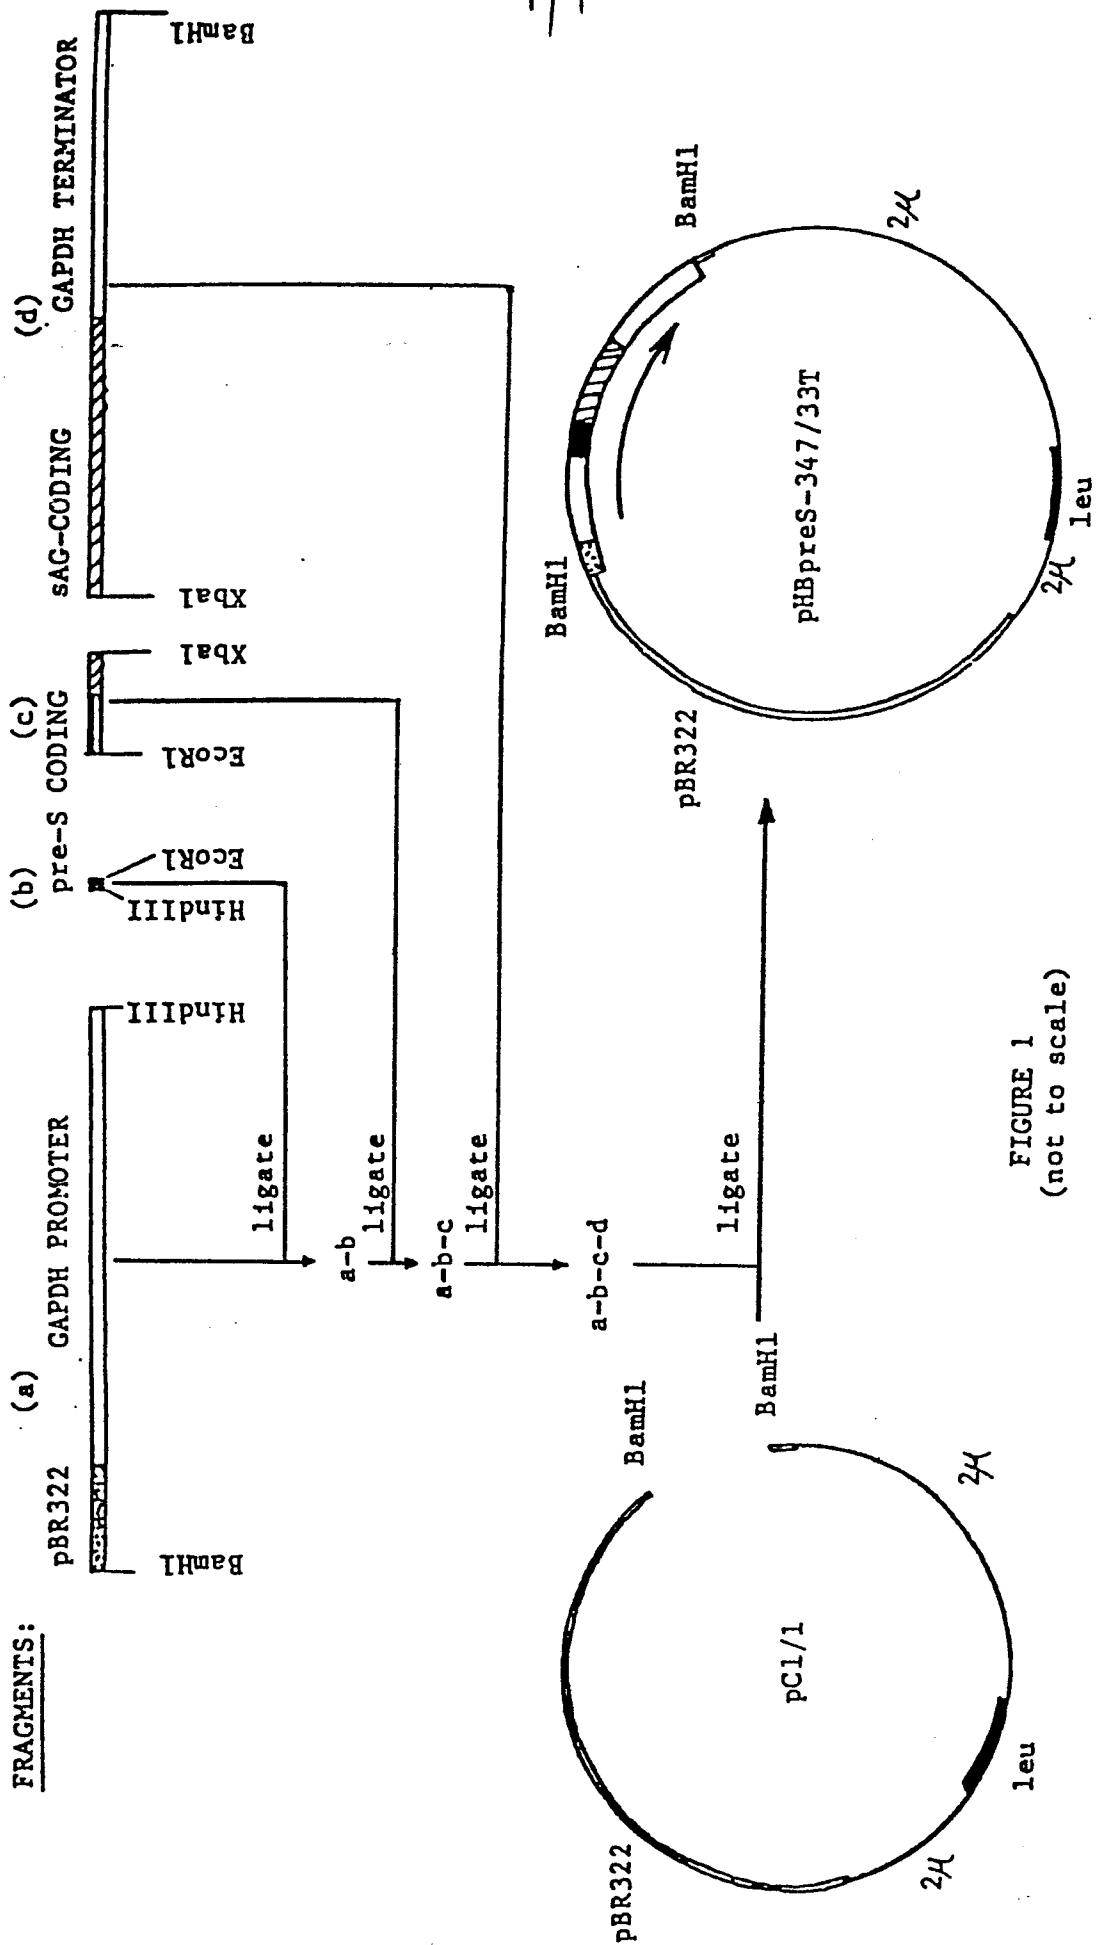 FRAGMENTS:
(a)
(b)
(c)
(d)
pBR322
GAPDH PROMOTER
pre-S CODING
sAG-CODING
GAPDH TERMINATOR
BamH1
HindIII
HindIII
EcoR1
EcoR1
Xba1
Xba1
BamH1
ligate
a-b
ligate
a-b-c
ligate
a-b-c-d
ligate
BamH1
BamH1
pBR322
pC1/1
2μ
leu
2μ
BamH1
BamH1
pBR322
pHBpreS-347/33T
2μ
leu
2μ
FIGURE 1
(not to scale)